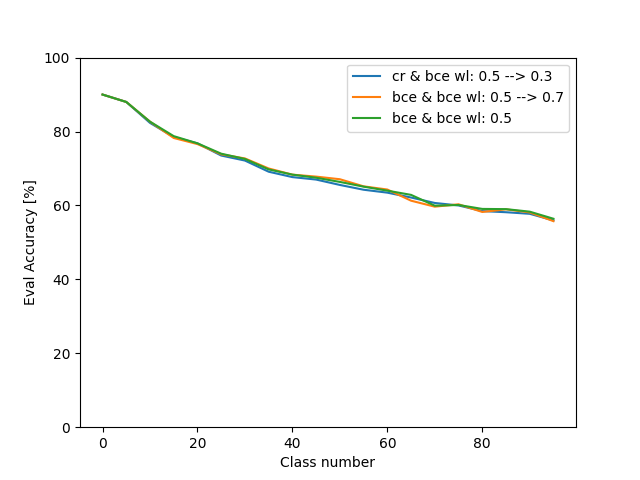 100
80
60
40
20
0
Eval Accuracy [%]
cr & bce wl: 0.5 --> 0.3
bce & bce wl: 0.5 --> 0.7
bce & bce wl: 0.5
0 20 40 60 80
Class number